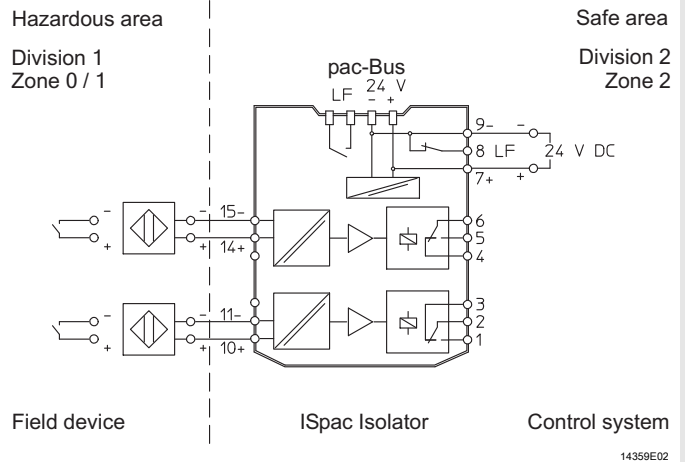 Hazardous area
Safe area
Division 1
Zone 0 / 1
Division 2
Zone 2
pac-Bus
LF 24 V
- +
9- - 
8 LF 24 V DC
7+ +
- - 15-
+ + 14+
6
5
4
- - 11-
+ + 10+
3
2
1
Field device
ISpac Isolator
Control system
14359E02